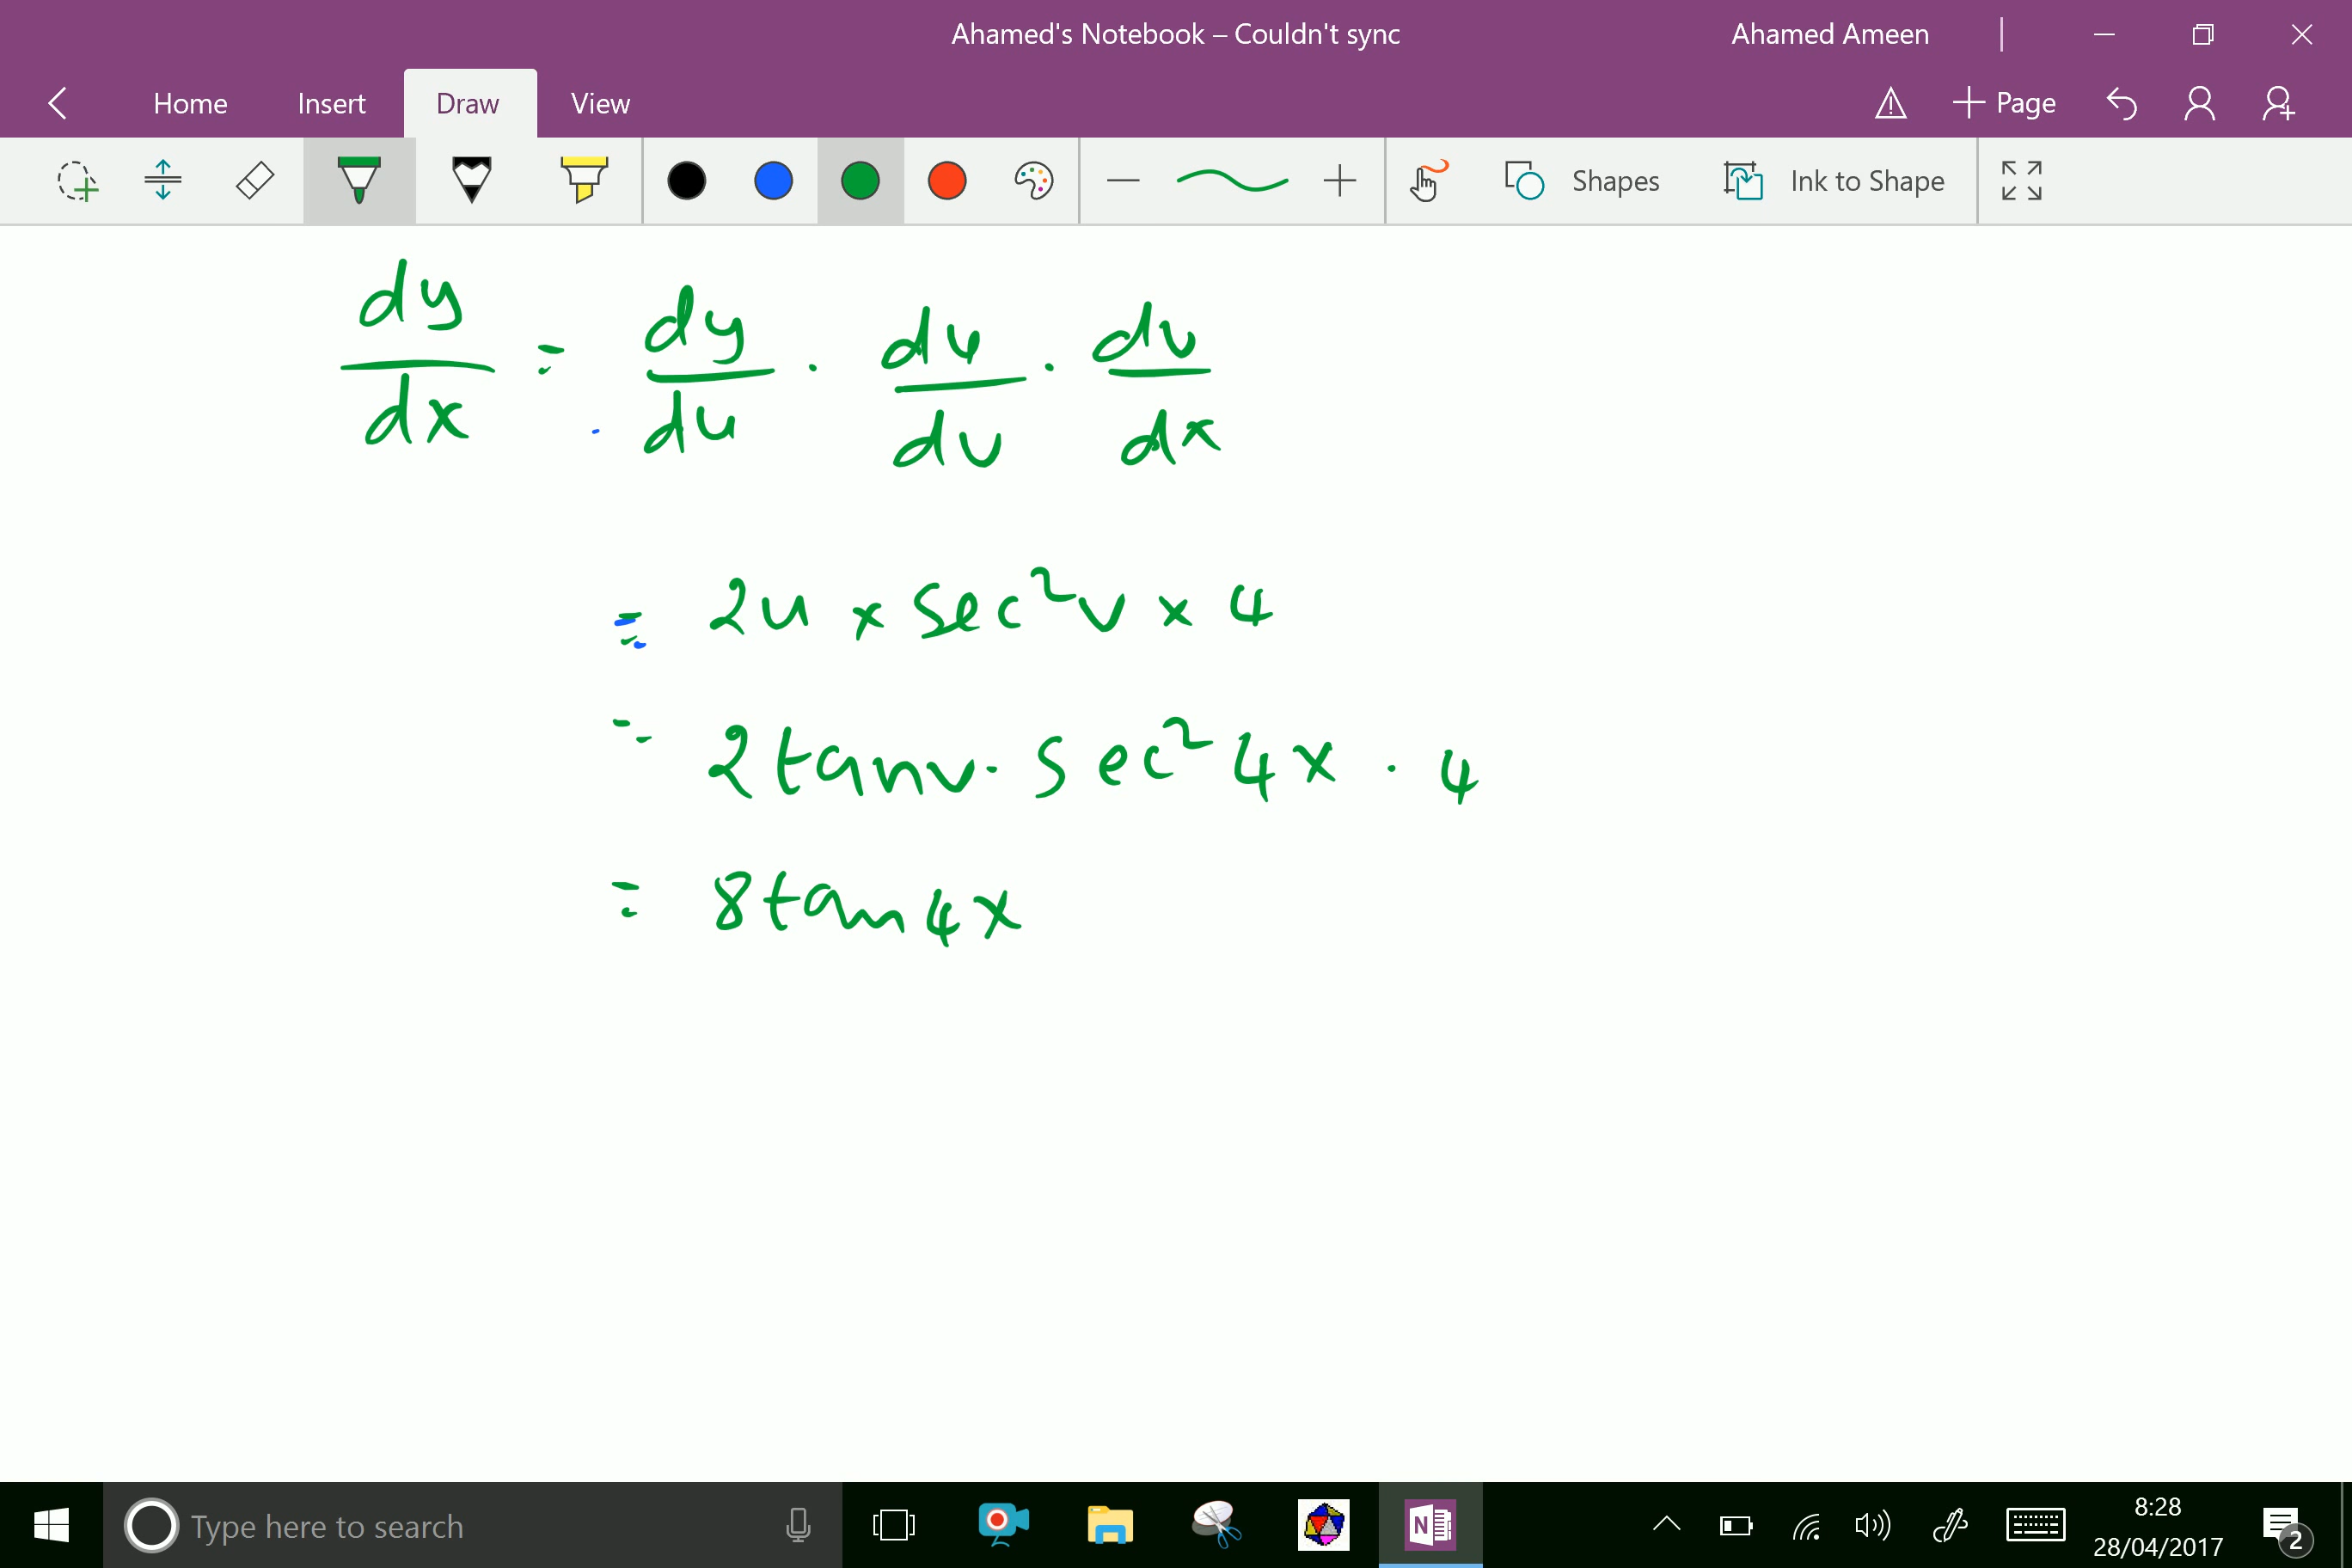 Ahamed's Notebook – Couldn't sync
Ahamed Ameen
Home Insert Draw View
Page
Shapes Ink to Shape
dy/dx = dy/du . du/dv . dv/dx
= 2u × sec²v × 4
= 2tanv . sec²4x . 4
= 8tan4x
Type here to search
N
8:28
28/04/2017
2